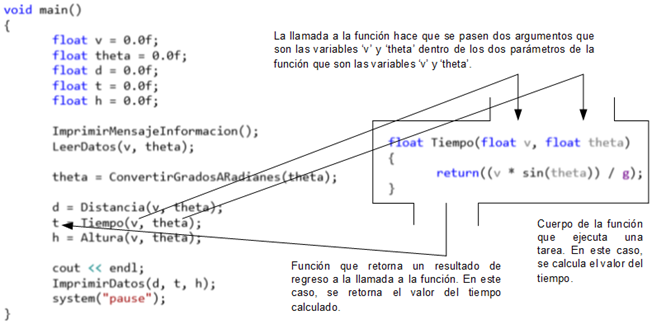 void main()
{
float v = 0.0f;
float theta = 0.0f;
float d = 0.0f;
float t = 0.0f;
float h = 0.0f;
ImprimirMensajeInformacion();
LeerDatos(v, theta);
theta = ConvertirGradosARadianes(theta);
d = Distancia(v, theta);
t = Tiempo(v, theta);
h = Altura(v, theta);
cout << endl;
ImprimirDatos(d, t, h);
system("pause");
}
La llamada a la función hace que se pasen dos argumentos que
son las variables 'v' y 'theta' dentro de los dos parámetros de la
función que son las variables 'v' y 'theta'.
float Tiempo(float v, float theta)
{
return((v * sin(theta)) / g);
}
Función que retorna un resultado de
regreso a la llamada a la función. En este
caso, se retorna el valor del tiempo
calculado.
Cuerpo de la función
que ejecuta una
tarea. En este caso,
se calcula el valor del
tiempo.